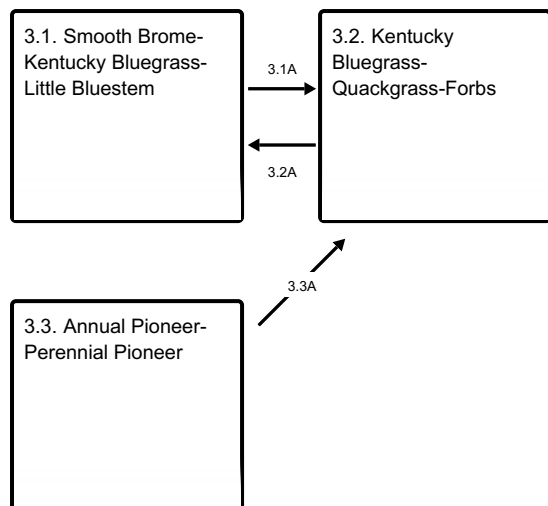 3.1. Smooth Brome-
Kentucky Bluegrass-
Little Bluestem
3.1A
3.2A
3.2. Kentucky
Bluegrass-
Quackgrass-Forbs
3.3A
3.3. Annual Pioneer-
Perennial Pioneer